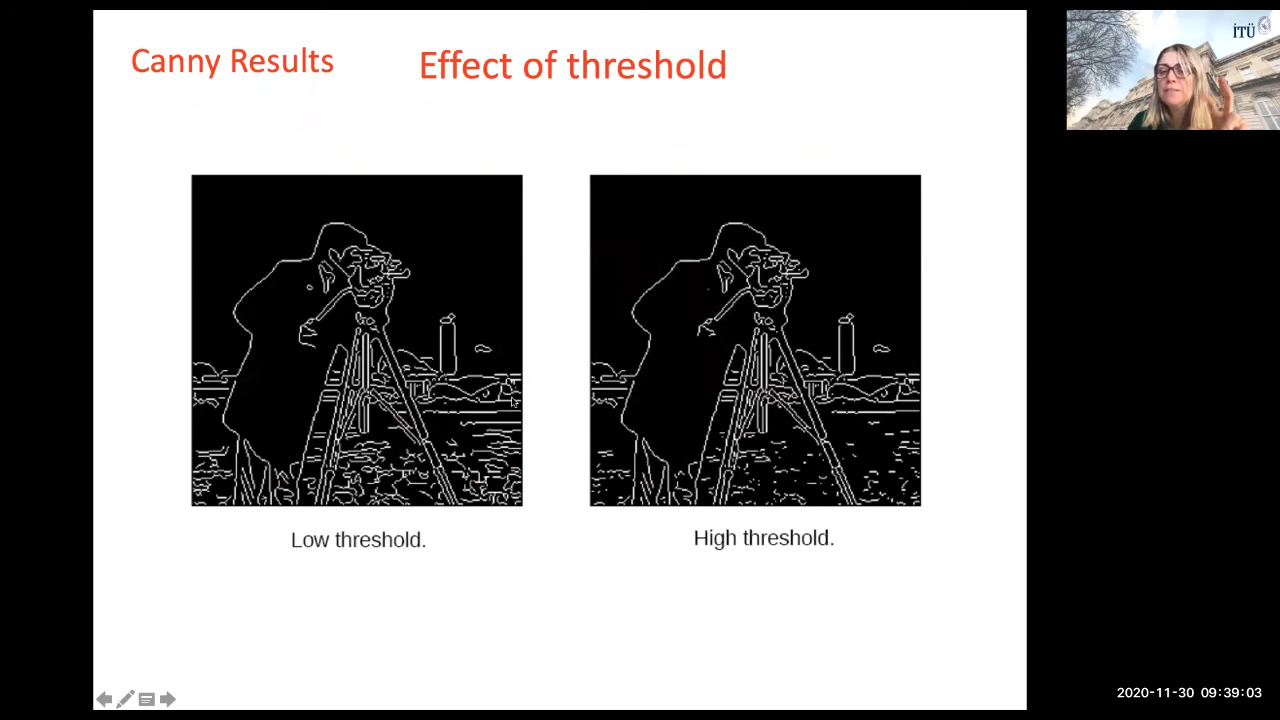 Canny Results
Effect of threshold
İTÜ
Low threshold.
High threshold.
2020-11-30 09:39:03